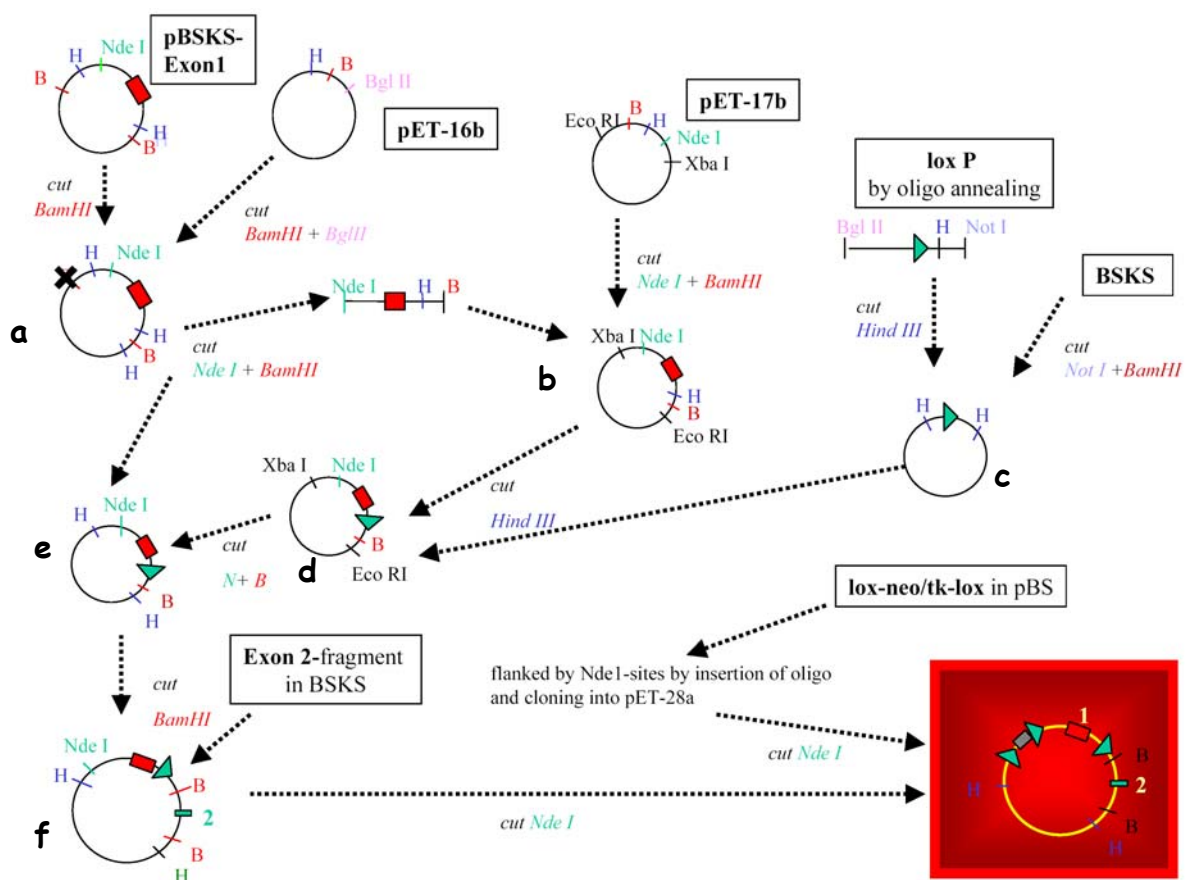 pBSKS-
Exon1
Nde I
H
B
H
B
H
B
Bgl II
pET-16b
pET-17b
Eco RI
B
H
Nde I
Xba I
lox P
by oligo annealing
Bgl II
H
Not I
BSKS
cut
BamHI
cut
BamHI + BglII
cut
Nde I + BamHI
cut
Hind III
cut
Not I +BamHI
a
H
Nde I
H
B
H
Nde I
H
B
cut
Nde I + BamHI
b
Xba I
Nde I
H
B
Eco RI
c
H
H
cut
Hind III
d
Xba I
Nde I
B
Eco RI
cut
N+ B
e
H
Nde I
B
H
cut
BamHI
Exon 2-fragment
in BSKS
lox-neo/tk-lox in pBS
flanked by Nde1-sites by insertion of oligo
and cloning into pET-28a
cut Nde I
f
Nde I
H
B
2
B
H
cut Nde I
1
B
2
B
H
H